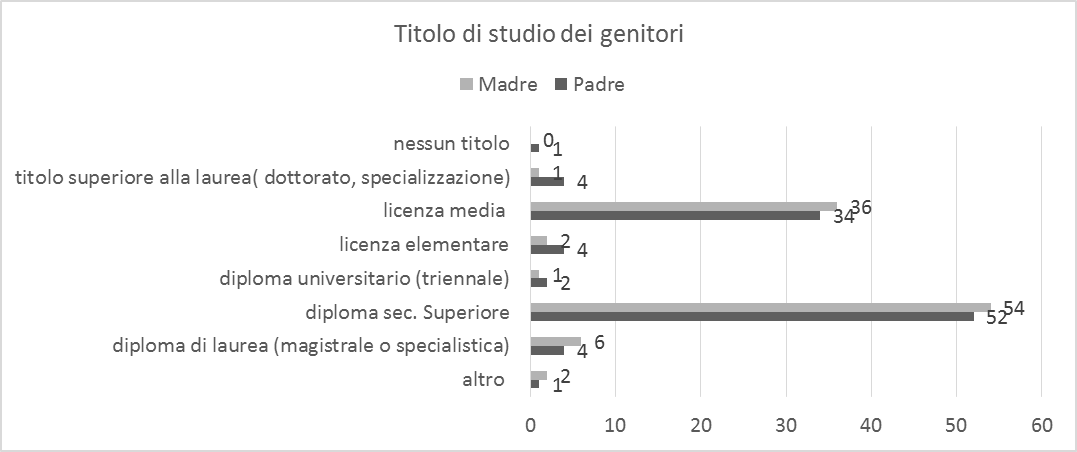 Titolo di studio dei genitori
Madre Padre
nessun titolo 0 1
titolo superiore alla laurea( dottorato, specializzazione) 1 4
licenza media 36 34
licenza elementare 2 4
diploma universitario (triennale) 1 2
diploma sec. Superiore 54 52
diploma di laurea (magistrale o specialistica) 6 4
altro 2 1
0 10 20 30 40 50 60